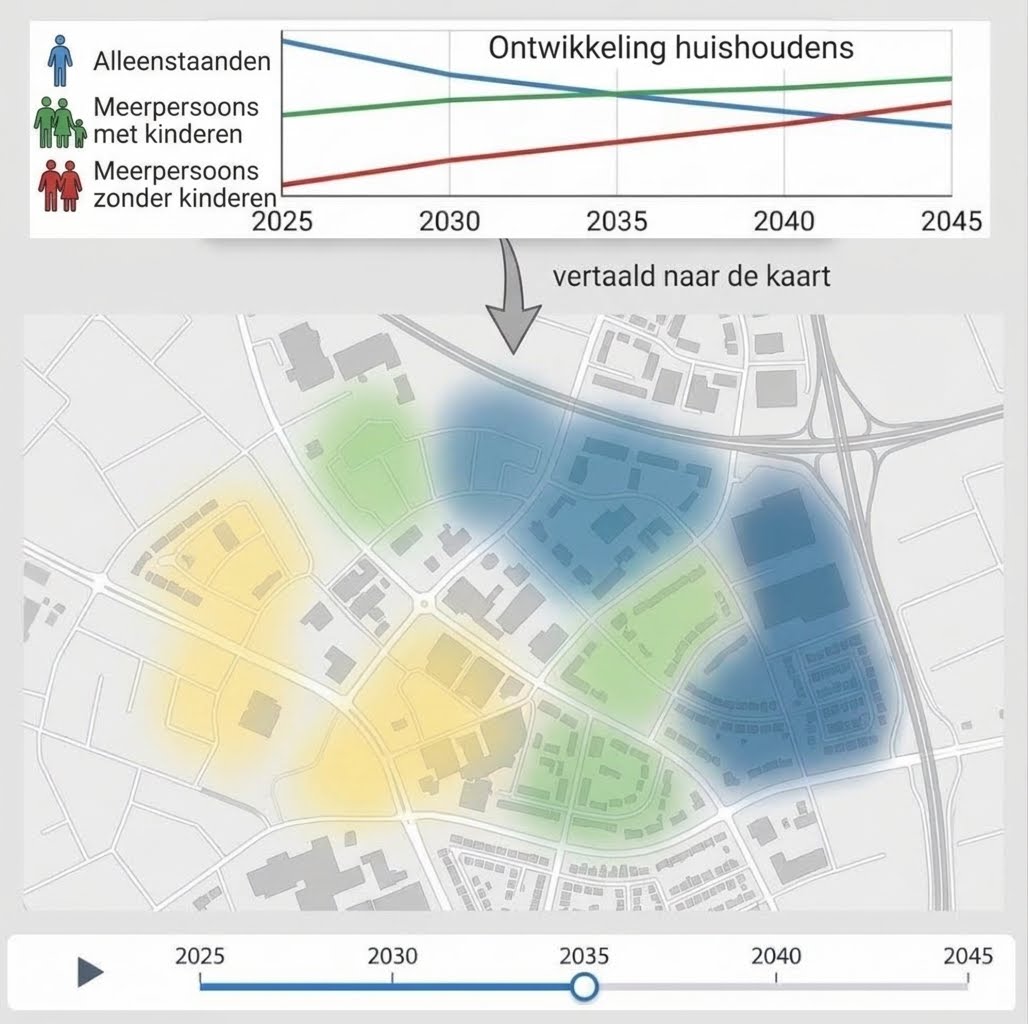 Ontwikkeling huishoudens
Alleenstaanden
Meerpersoons
met kinderen
Meerpersoons
zonder kinderen
2025 2030 2035 2040 2045
vertaald naar de kaart
2025 2030 2035 2040 2045